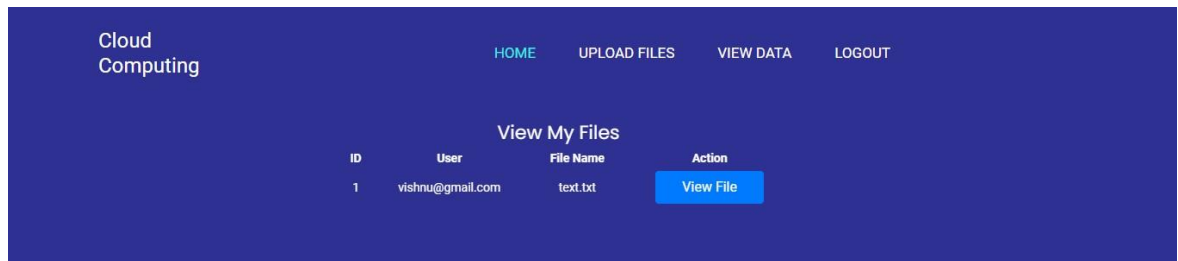 Cloud
Computing
HOME UPLOAD FILES VIEW DATA LOGOUT
View My Files
ID User File Name Action
1 vishnu@gmail.com text.txt View File